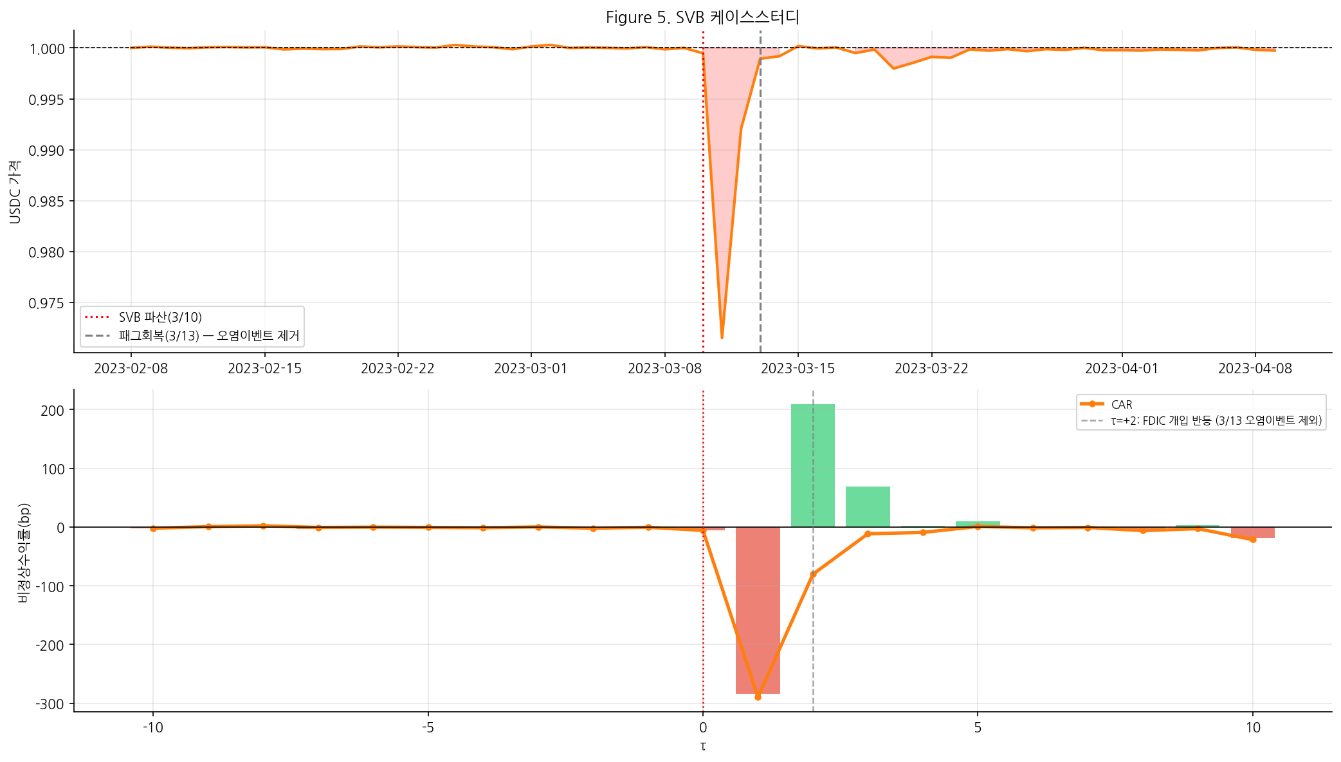 Figure 5. SVB 케이스스터디
USDC 가격
1.000
0.995
0.990
0.985
0.980
0.975
SVB 파산(3/10)
패그회복(3/13) — 오염이벤트 제거
2023-02-08 2023-02-15 2023-02-22 2023-03-01 2023-03-08 2023-03-15 2023-03-22 2023-04-01 2023-04-08
비정상수익률(bp)
200
100
0
-100
-200
-300
CAR
τ=+2: FDIC 개입 반등 (3/13 오염이벤트 제외)
-10 -5 0 5 10
τ